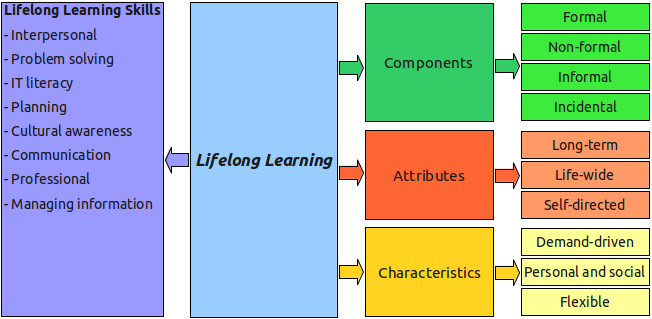 Lifelong Learning Skills
- Interpersonal
- Problem solving
- IT literacy
- Planning
- Cultural awareness
- Communication
- Professional
- Managing information
Lifelong Learning
Components
Formal
Non-formal
Informal
Incidental
Attributes
Long-term
Life-wide
Self-directed
Characteristics
Demand-driven
Personal and social
Flexible